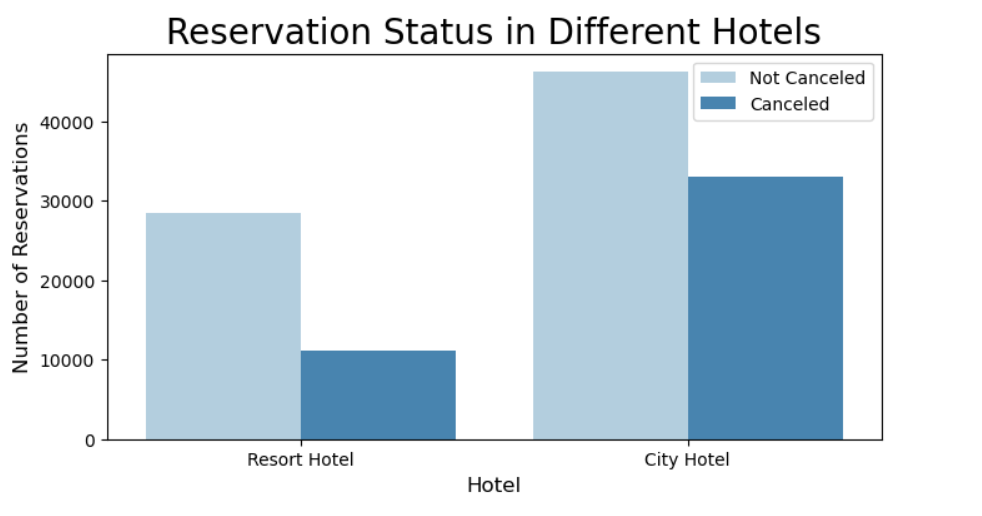 Reservation Status in Different Hotels
Not Canceled
Canceled
Number of Reservations
40000
30000
20000
10000
0
Resort Hotel
City Hotel
Hotel